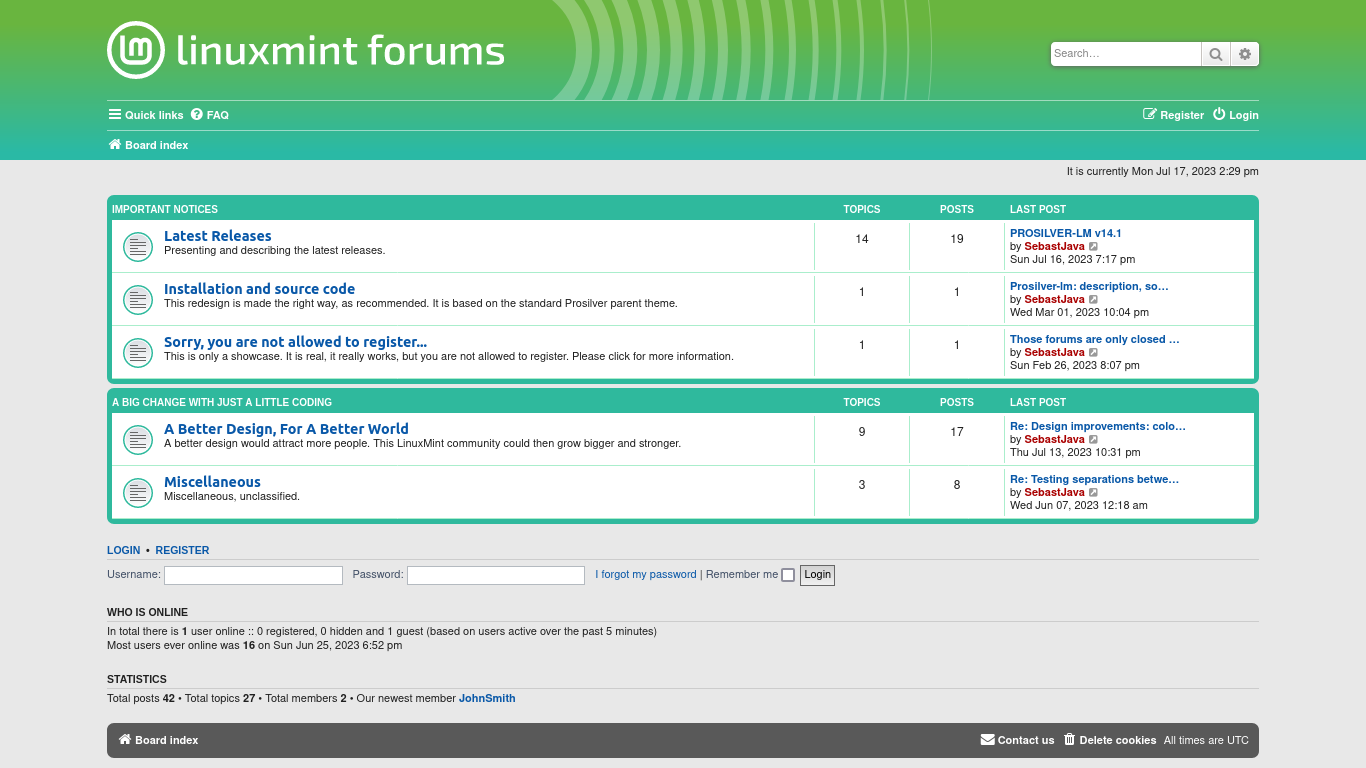 linuxmint forums
Search…
Quick links FAQ Register Login
Board index
It is currently Mon Jul 17, 2023 2:29 pm
IMPORTANT NOTICES TOPICS POSTS LAST POST
Latest Releases
Presenting and describing the latest releases.
14 19
PROSILVER-LM v14.1
by SebastJava
Sun Jul 16, 2023 7:17 pm
Installation and source code
This redesign is made the right way, as recommended. It is based on the standard Prosilver parent theme.
1 1
Prosilver-lm: description, so…
by SebastJava
Wed Mar 01, 2023 10:04 pm
Sorry, you are not allowed to register...
This is only a showcase. It is real, it really works, but you are not allowed to register. Please click for more information.
1 1
Those forums are only closed …
by SebastJava
Sun Feb 26, 2023 8:07 pm
A BIG CHANGE WITH JUST A LITTLE CODING TOPICS POSTS LAST POST
A Better Design, For A Better World
A better design would attract more people. This LinuxMint community could then grow bigger and stronger.
9 17
Re: Design improvements: colo…
by SebastJava
Thu Jul 13, 2023 10:31 pm
Miscellaneous
Miscellaneous, unclassified.
3 8
Re: Testing separations betwe…
by SebastJava
Wed Jun 07, 2023 12:18 am
LOGIN • REGISTER
Username: Password: I forgot my password | Remember me Login
WHO IS ONLINE
In total there is 1 user online :: 0 registered, 0 hidden and 1 guest (based on users active over the past 5 minutes)
Most users ever online was 16 on Sun Jun 25, 2023 6:52 pm
STATISTICS
Total posts 42 • Total topics 27 • Total members 2 • Our newest member JohnSmith
Board index Contact us Delete cookies All times are UTC